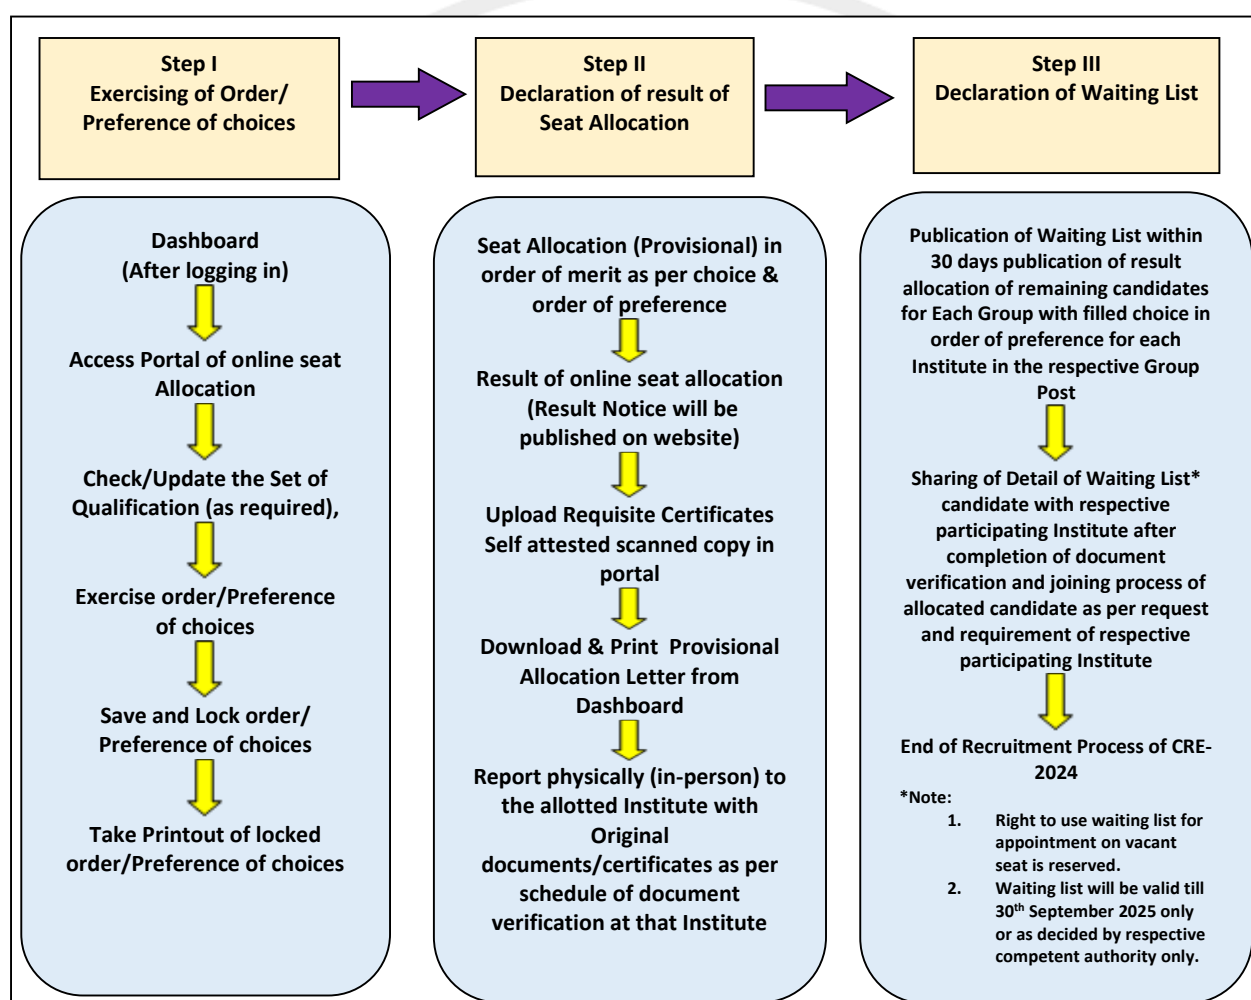 Step I
Exercising of Order/
Preference of choices
Step II
Declaration of result of
Seat Allocation
Step III
Declaration of Waiting List
Dashboard
(After logging in)
Access Portal of online seat
Allocation
Check/Update the Set of
Qualification (as required),
Exercise order/Preference
of choices
Save and Lock order/
Preference of choices
Take Printout of locked
order/Preference of choices
Seat Allocation (Provisional) in
order of merit as per choice &
order of preference
Result of online seat allocation
(Result Notice will be
published on website)
Upload Requisite Certificates
Self attested scanned copy in
portal
Download & Print  Provisional
Allocation Letter from
Dashboard
Report physically (in-person) to
the allotted Institute with
Original
documents/certificates as per
schedule of document
verification at that Institute
Publication of Waiting List within
30 days publication of result
allocation of remaining candidates
for Each Group with filled choice in
order of preference for each
Institute in the respective Group
Post
Sharing of Detail of Waiting List*
candidate with respective
participating Institute after
completion of document
verification and joining process of
allocated candidate as per request
and requirement of respective
participating Institute
End of Recruitment Process of CRE-
2024
*Note:
1. Right to use waiting list for
appointment on vacant
seat is reserved.
2. Waiting list will be valid till
30th September 2025 only
or as decided by respective
competent authority only.